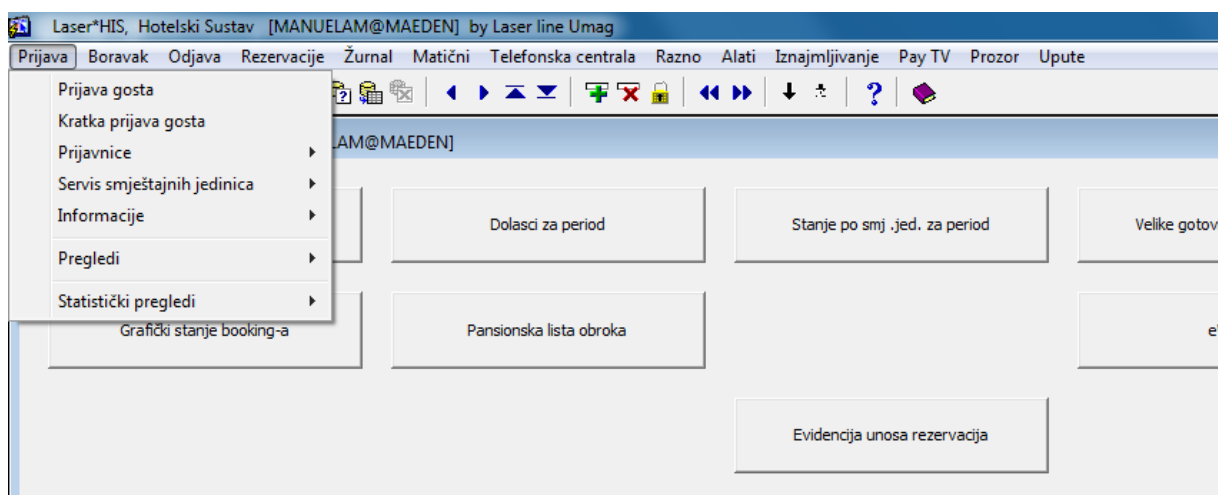 Laser*HIS, Hotelski Sustav [MANUELAM@MAEDEN] by Laser line Umag
Prijava Boravak Odjava Rezervacije Žurnal Matični Telefonska centrala Razno Alati Iznajmljivanje Pay TV Prozor Upute
Prijava gosta
Kratka prijava gosta
Prijavnice
Servis smještajnih jedinica
Informacije
Pregledi
Statistički pregledi
LAM@MAEDEN]
Dolasci za period
Stanje po smj .jed. za period
Velike gotov
Grafički stanje booking-a
Pansionska lista obroka
e
Evidencija unosa rezervacija